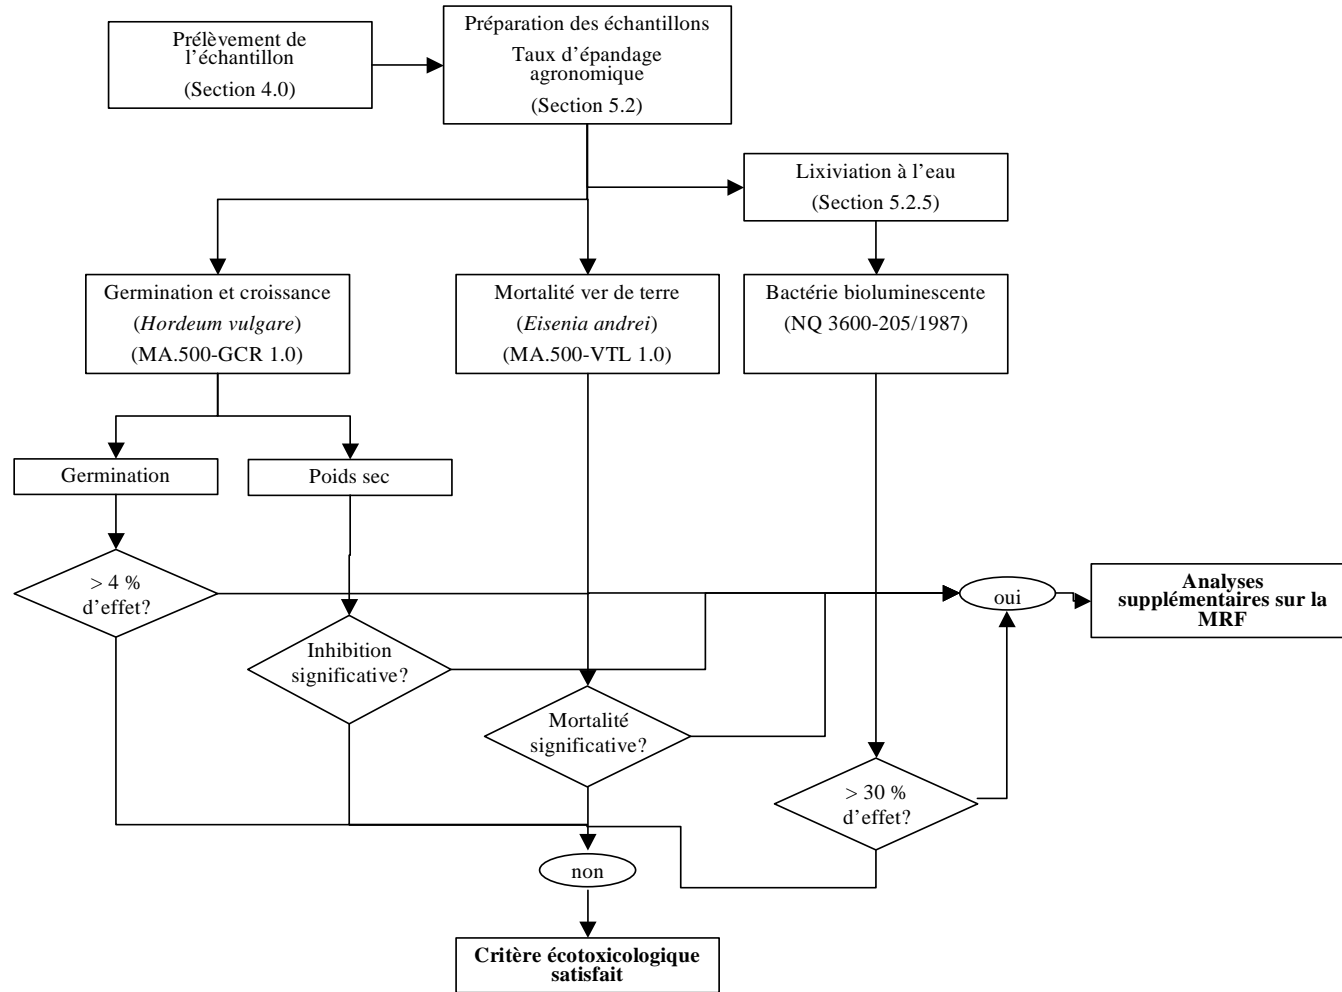 Prélèvement de
l'échantillon
(Section 4.0)
Préparation des échantillons
Taux d'épandage
agronomique
(Section 5.2)
Lixiviation à l'eau
(Section 5.2.5)
Germination et croissance
(Hordeum vulgare)
(MA.500-GCR 1.0)
Mortalité ver de terre
(Eisenia andrei)
(MA.500-VTL 1.0)
Bactérie bioluminescente
(NQ 3600-205/1987)
Germination
Poids sec
> 4 %
d'effet?
Inhibition
significative?
Mortalité
significative?
> 30 %
d'effet?
oui
Analyses
supplémentaires sur la
MRF
non
Critère écotoxicologique
satisfait